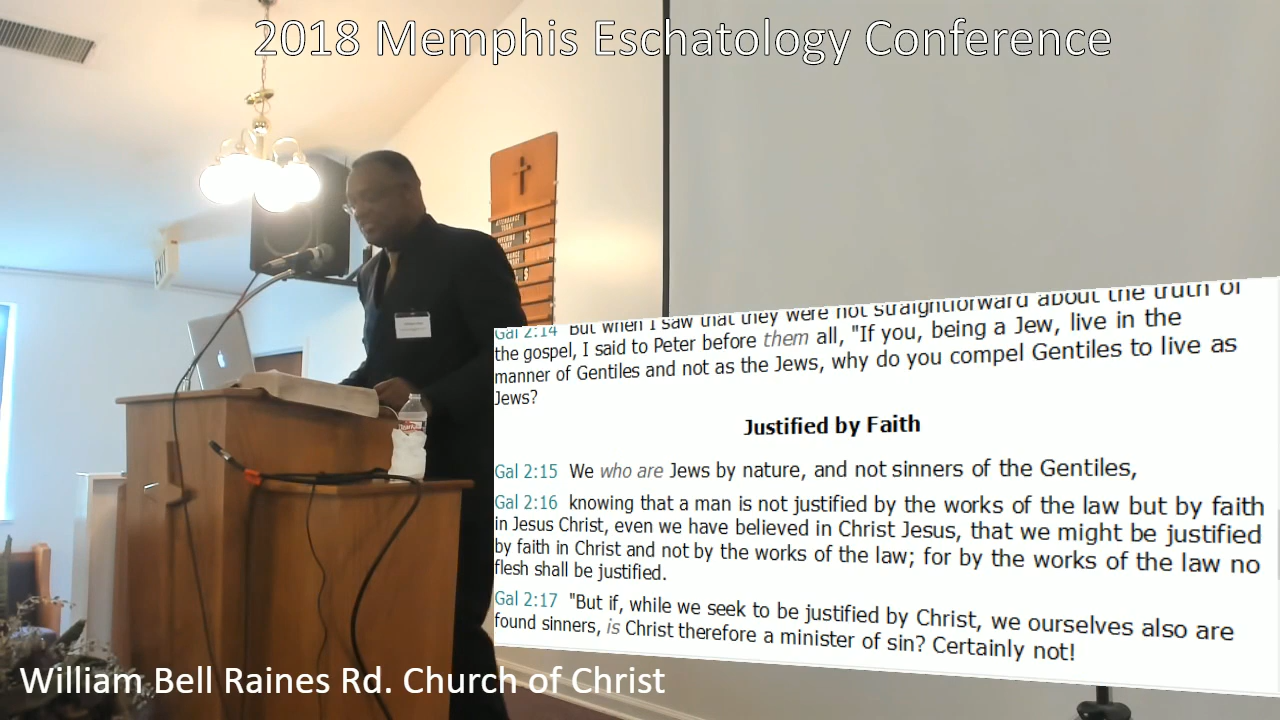 2018 Memphis Eschatology Conference
EXIT
ATTENDANCE
TODAY
OFFERING
TODAY
Gal 2:14 But when I saw that they were not straightforward about the truth of
the gospel, I said to Peter before them all, "If you, being a Jew, live in the
manner of Gentiles and not as the Jews, why do you compel Gentiles to live as
Jews?
Justified by Faith
Gal 2:15 We who are Jews by nature, and not sinners of the Gentiles,
Gal 2:16 knowing that a man is not justified by the works of the law but by faith
in Jesus Christ, even we have believed in Christ Jesus, that we might be justified
by faith in Christ and not by the works of the law; for by the works of the law no
flesh shall be justified.
Gal 2:17 "But if, while we seek to be justified by Christ, we ourselves also are
found sinners, is Christ therefore a minister of sin? Certainly not!
William Bell Raines Rd. Church of Christ